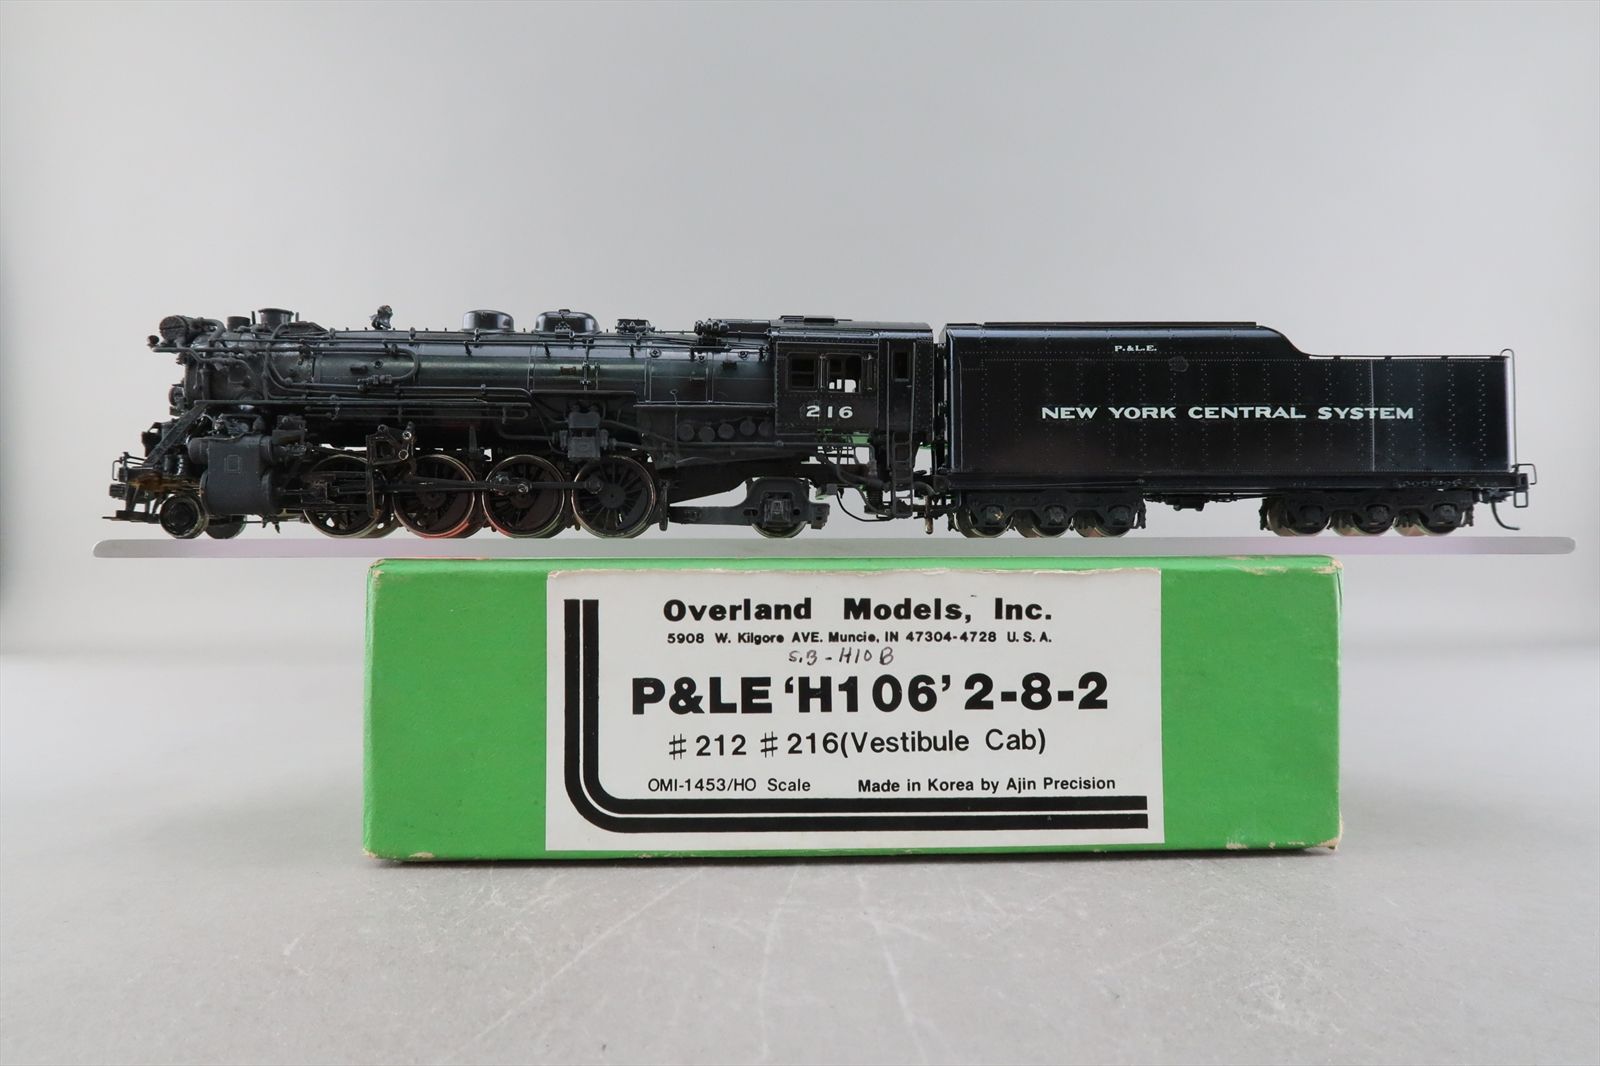 P.&L.E.
216
NEW YORK CENTRAL SYSTEM
Overland Models, Inc.
5908 W. Kilgore AVE. Muncie, IN 47304-4728 U.S.A.
S.B - H10B
P&LE 'H106' 2-8-2
#212 #216(Vestibule Cab)
OMI-1453/HO Scale Made in Korea by Ajin Precision